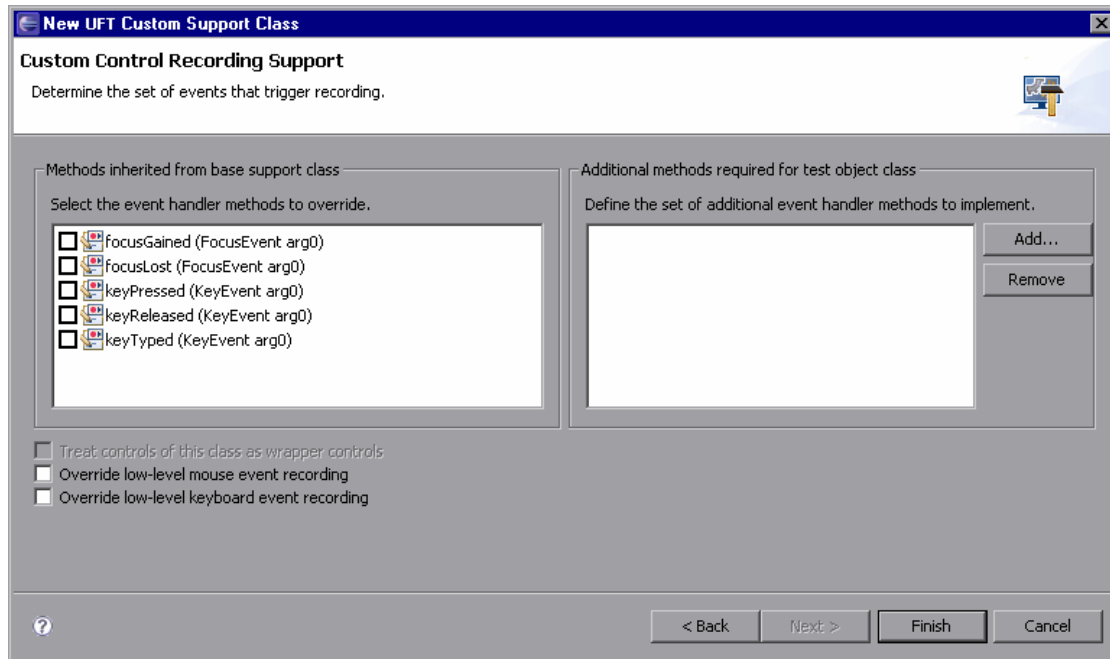 New UFT Custom Support Class
Custom Control Recording Support
Determine the set of events that trigger recording.
Methods inherited from base support class
Select the event handler methods to override.
focusGained (FocusEvent arg0)
focusLost (FocusEvent arg0)
keyPressed (KeyEvent arg0)
keyReleased (KeyEvent arg0)
keyTyped (KeyEvent arg0)
Additional methods required for test object class
Define the set of additional event handler methods to implement.
Add...
Remove
Treat controls of this class as wrapper controls
Override low-level mouse event recording
Override low-level keyboard event recording
?
< Back
Next >
Finish
Cancel